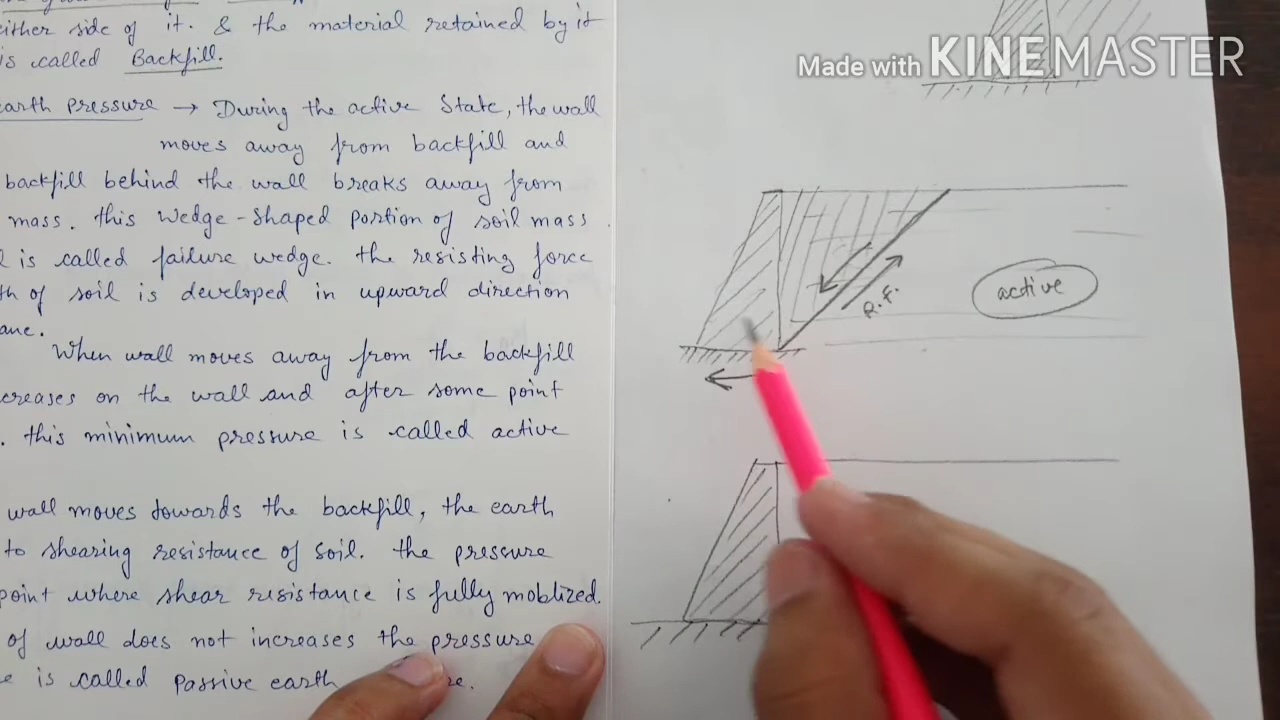 either side of it. & the material retained by it
is called Backfill.
earth pressure → During the active State, the wall
moves away from backfill and
backfill behind the wall breaks away from
mass. this wedge-shaped portion of soil mass
is called failure wedge. the resisting force
of soil is developed in upward direction
When wall moves away from the backfill
on the wall and after some point
this minimum pressure is called active
wall moves towards the backfill, the earth
to shearing resistance of soil. the pressure
point where shear resistance is fully moblized.
of wall does not increases the pressure
is called passive earth
Made with KINEMASTER
R.F.
active